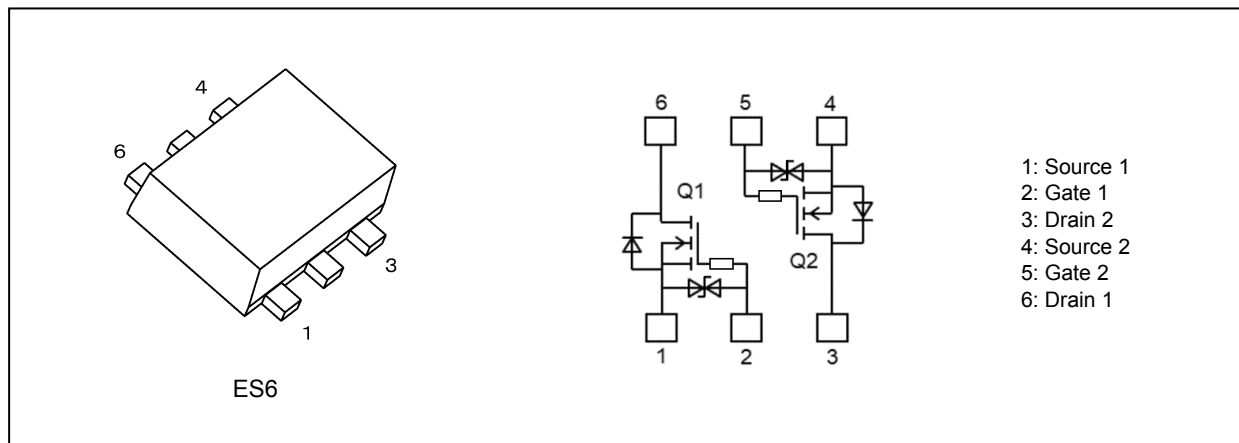 4
6
3
1
ES6
6 5 4
Q1
Q2
1 2 3
1: Source 1
2: Gate 1
3: Drain 2
4: Source 2
5: Gate 2
6: Drain 1